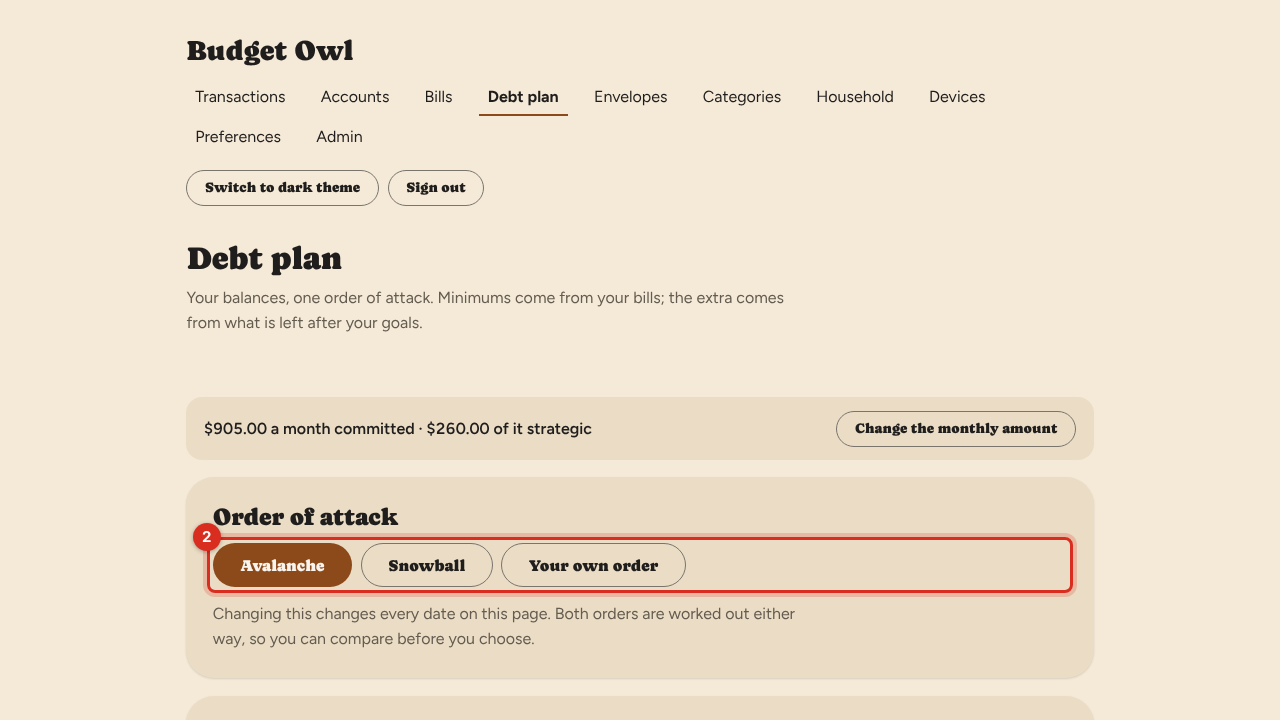 Budget Owl
Transactions Accounts Bills Debt plan Envelopes Categories Household Devices
Preferences Admin
Switch to dark theme Sign out
Debt plan
Your balances, one order of attack. Minimums come from your bills; the extra comes
from what is left after your goals.
$905.00 a month committed · $260.00 of it strategic Change the monthly amount
Order of attack
2
Avalanche Snowball Your own order
Changing this changes every date on this page. Both orders are worked out either
way, so you can compare before you choose.